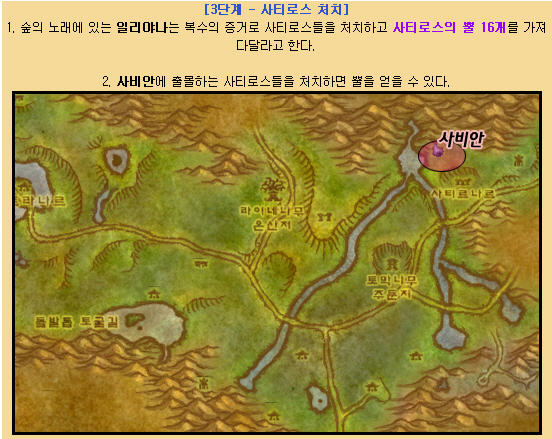 [3단계 - 사티로스 처치]
1. 숲의 노래에 있는 일리야나는 복수의 증거로 사티로스들을 처치하고 사티로스의 뿔 16개를 가져
다달라고 한다.
2. 사비안에 출몰하는 사티로스들을 처치하면 뿔을 얻을 수 있다.
사비안
사티르나르
라이네나무
은신지
토막나무
주둔지
돌발톱 토굴길